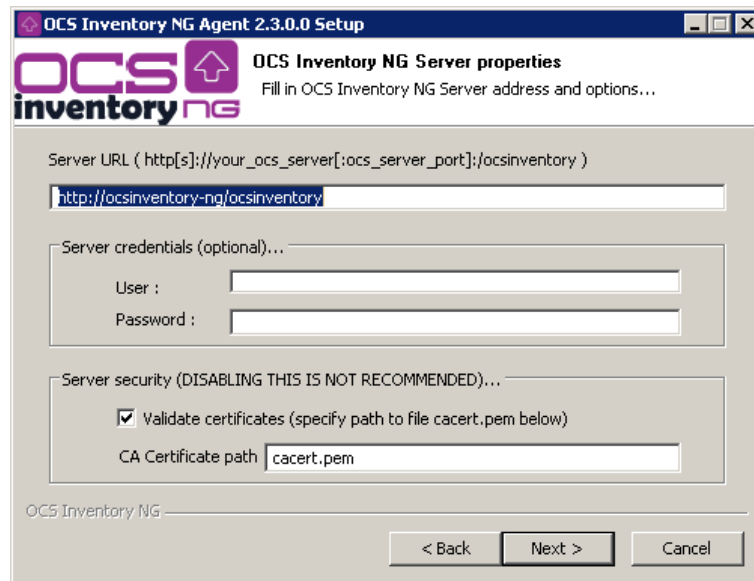 OCS Inventory NG Agent 2.3.0.0 Setup
OCS
inventory NG
OCS Inventory NG Server properties
Fill in OCS Inventory NG Server address and options...
Server URL ( http[s]://your_ocs_server[:ocs_server_port]:/ocsinventory )
http://ocsinventory-ng/ocsinventory
Server credentials (optional)...
User :
Password :
Server security (DISABLING THIS IS NOT RECOMMENDED)...
Validate certificates (specify path to file cacert.pem below)
CA Certificate path cacert.pem
OCS Inventory NG
< Back Next > Cancel